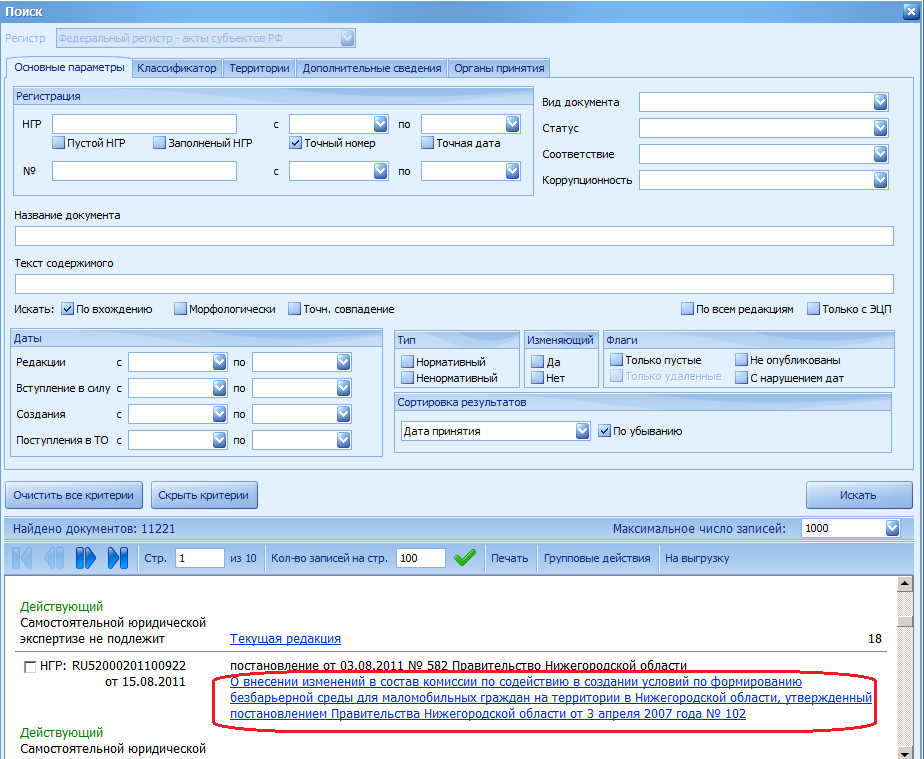 Поиск
Регистр Федеральный регистр - акты субъектов РФ
Основные параметры Классификатор Территории Дополнительные сведения Органы принятия
Регистрация
НГР с по
Пустой НГР Заполненый НГР Точный номер Точная дата
№ с по
Вид документа
Статус
Соответствие
Коррупционность
Название документа
Текст содержимого
Искать: По вхождению Морфологически Точн. совпадение По всем редакциям Только с ЭЦП
Даты
Редакции с по
Вступление в силу с по
Создания с по
Поступления в ТО с по
Тип
Нормативный
Ненормативный
Изменяющий
Да
Нет
Флаги
Только пустые Не опубликованы
Только удаленные С нарушением дат
Сортировка результатов
Дата принятия По убыванию
Очистить все критерии Скрыть критерии Искать
Найдено документов: 11221 Максимальное число записей: 1000
Стр. 1 из 10 Кол-во записей на стр. 100 Печать Групповые действия На выгрузку
Действующий
Самостоятельной юридической
экспертизе не подлежит Текущая редакция 18
НГР: RU52000201100922 постановление от 03.08.2011 № 582 Правительство Нижегородской области
от 15.08.2011 О внесении изменений в состав комиссии по содействию в создании условий по формированию
безбарьерной среды для маломобильных граждан на территории в Нижегородской области, утвержденный
постановлением Правительства Нижегородской области от 3 апреля 2007 года № 102
Действующий
Самостоятельной юридической